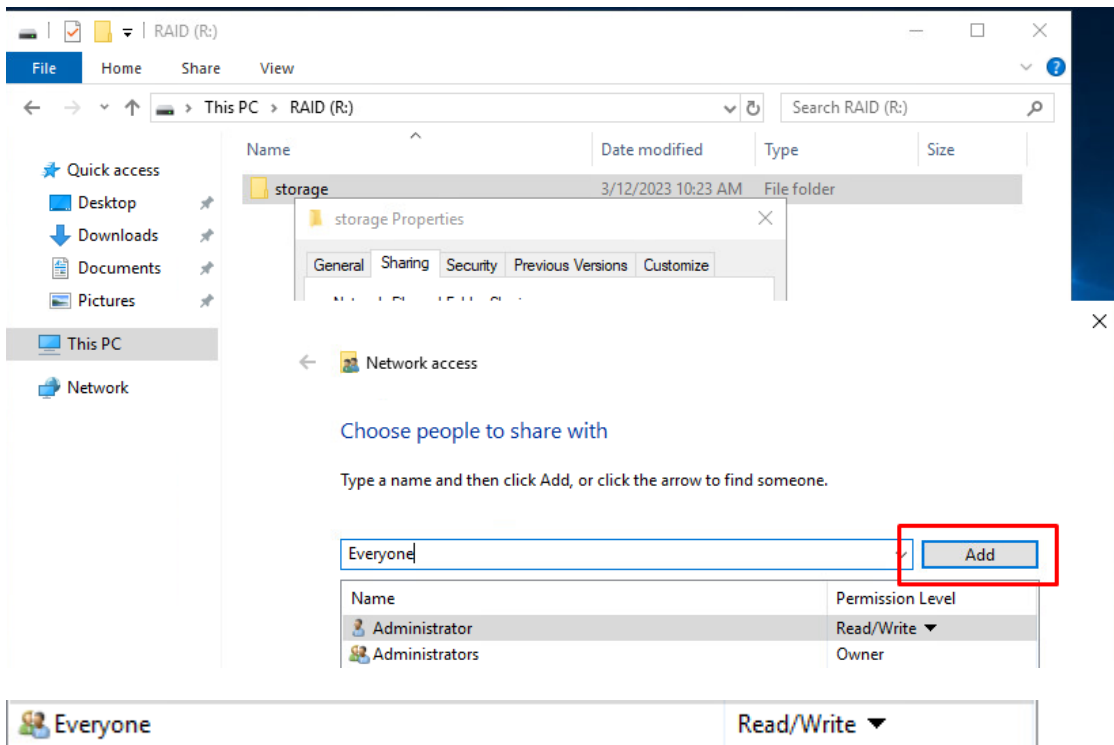 RAID (R:)
File Home Share View
This PC > RAID (R:) Search RAID (R:)
Name Date modified Type Size
Quick access
storage 3/12/2023 10:23 AM File folder
Desktop
storage Properties
Downloads
General Sharing Security Previous Versions Customize
Documents
Pictures
This PC
Network access
Network
Choose people to share with
Type a name and then click Add, or click the arrow to find someone.
Everyone Add
Name Permission Level
Administrator Read/Write
Administrators Owner
Everyone Read/Write